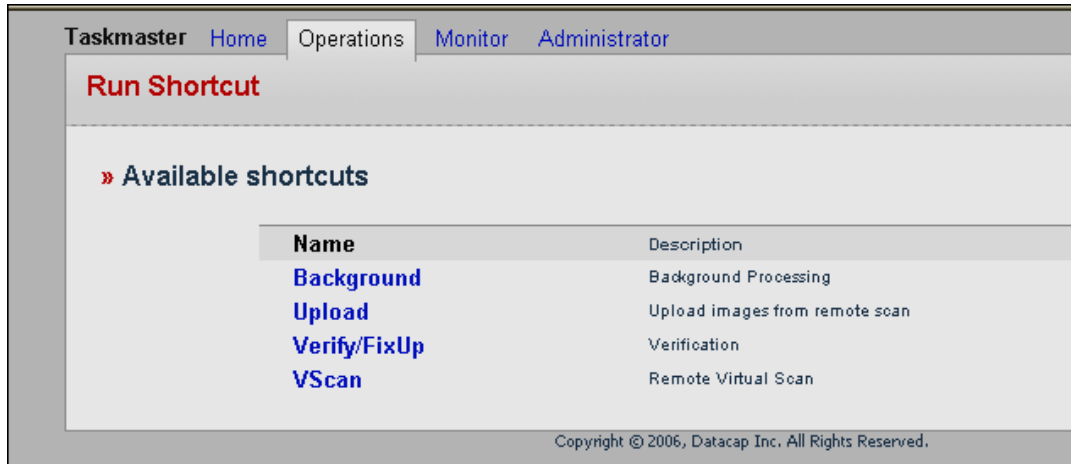 Taskmaster Home Operations Monitor Administrator
Run Shortcut
» Available shortcuts
Name Description
Background Background Processing
Upload Upload images from remote scan
Verify/FixUp Verification
VScan Remote Virtual Scan
Copyright © 2006, Datacap Inc. All Rights Reserved.